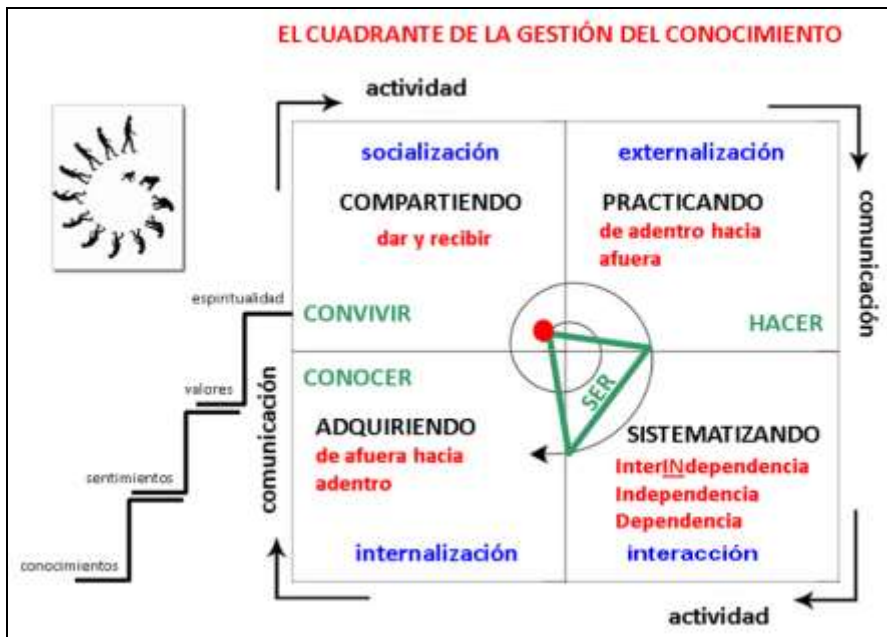 EL CUADRANTE DE LA GESTIÓN DEL CONOCIMIENTO
actividad
socialización
externalización
COMPARTIENDO
dar y recibir
PRACTICANDO
de adentro hacia
afuera
comunicación
espiritualidad
CONVIVIR
HACER
CONOCER
valores
SER
comunicación
ADQUIRIENDO
de afuera hacia
adentro
SISTEMATIZANDO
InterINdependencia
Independencia
Dependencia
sentimientos
internalización
interacción
conocimientos
actividad